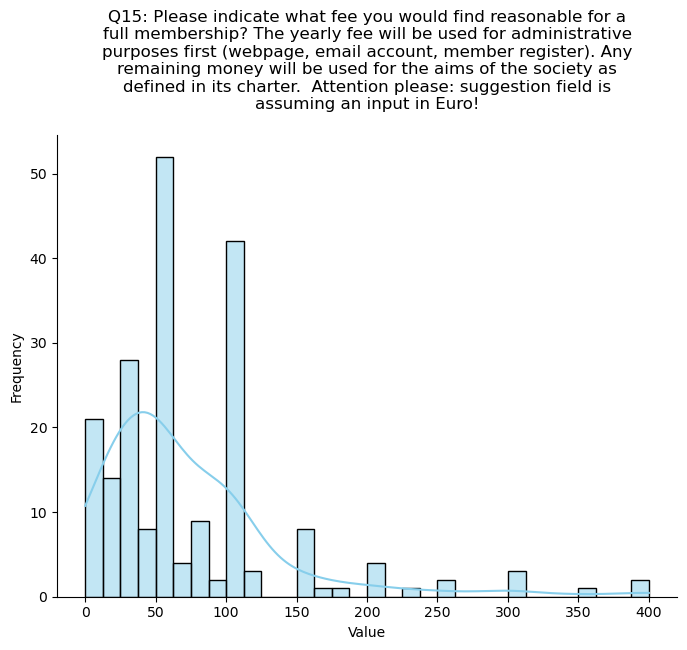 Q15: Please indicate what fee you would find reasonable for a
full membership? The yearly fee will be used for administrative
purposes first (webpage, email account, member register). Any
remaining money will be used for the aims of the society as
defined in its charter.  Attention please: suggestion field is
assuming an input in Euro!
50
40
30
20
10
0
Frequency
0 50 100 150 200 250 300 350 400
Value